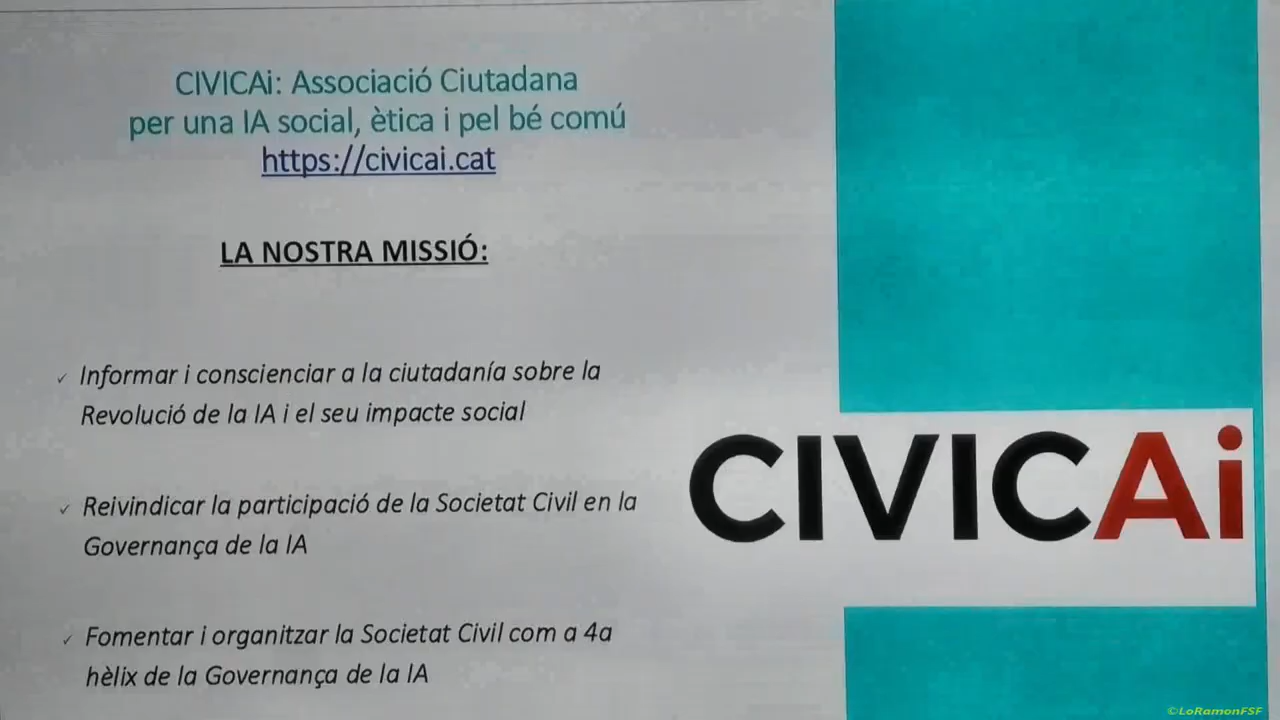 CIVICAi: Associació Ciutadana
per una IA social, ètica i pel bé comú
https://civicai.cat
LA NOSTRA MISSIÓ:
✓ Informar i conscienciar a la ciutadanía sobre la
Revolució de la IA i el seu impacte social
✓ Reivindicar la participació de la Societat Civil en la
Governança de la IA
✓ Fomentar i organitzar la Societat Civil com a 4a
hèlix de la Governança de la IA
CIVICAi
©LoRamonFSF